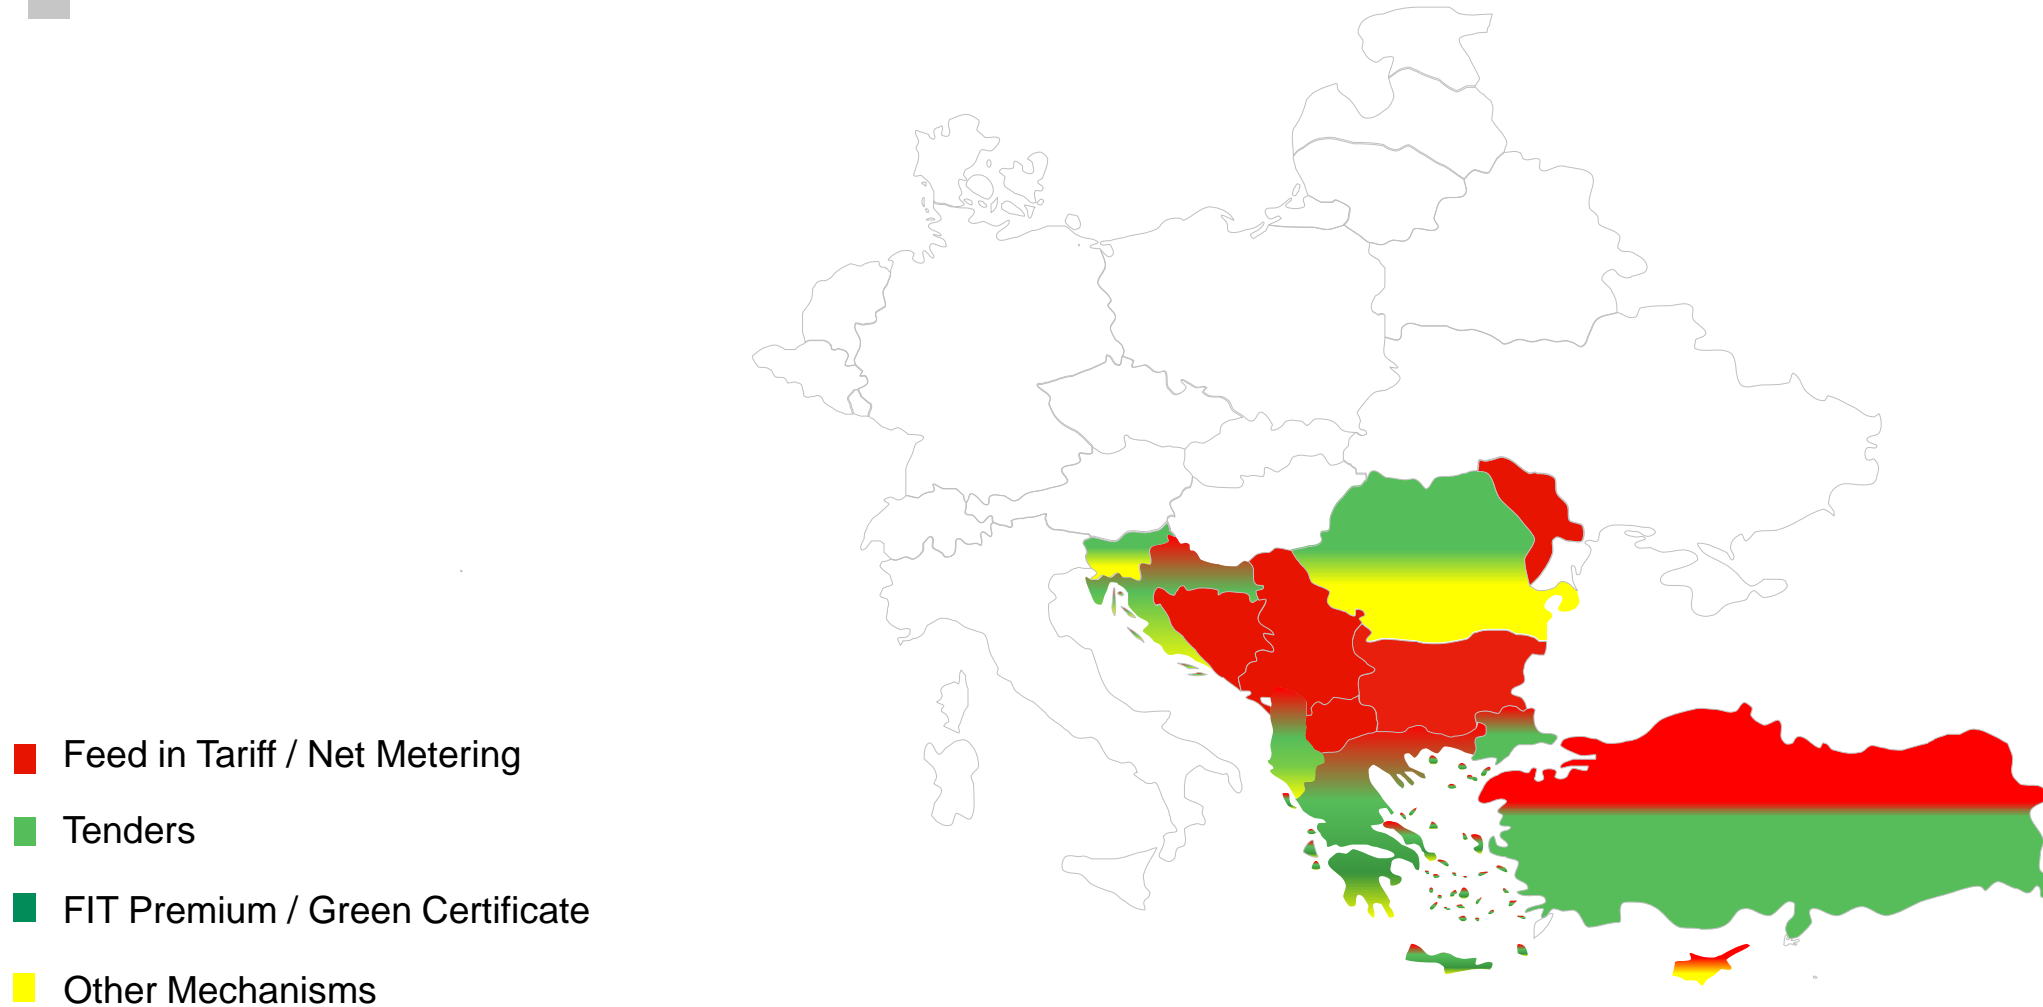 Feed in Tariff / Net Metering
Tenders
FIT Premium / Green Certificate
Other Mechanisms